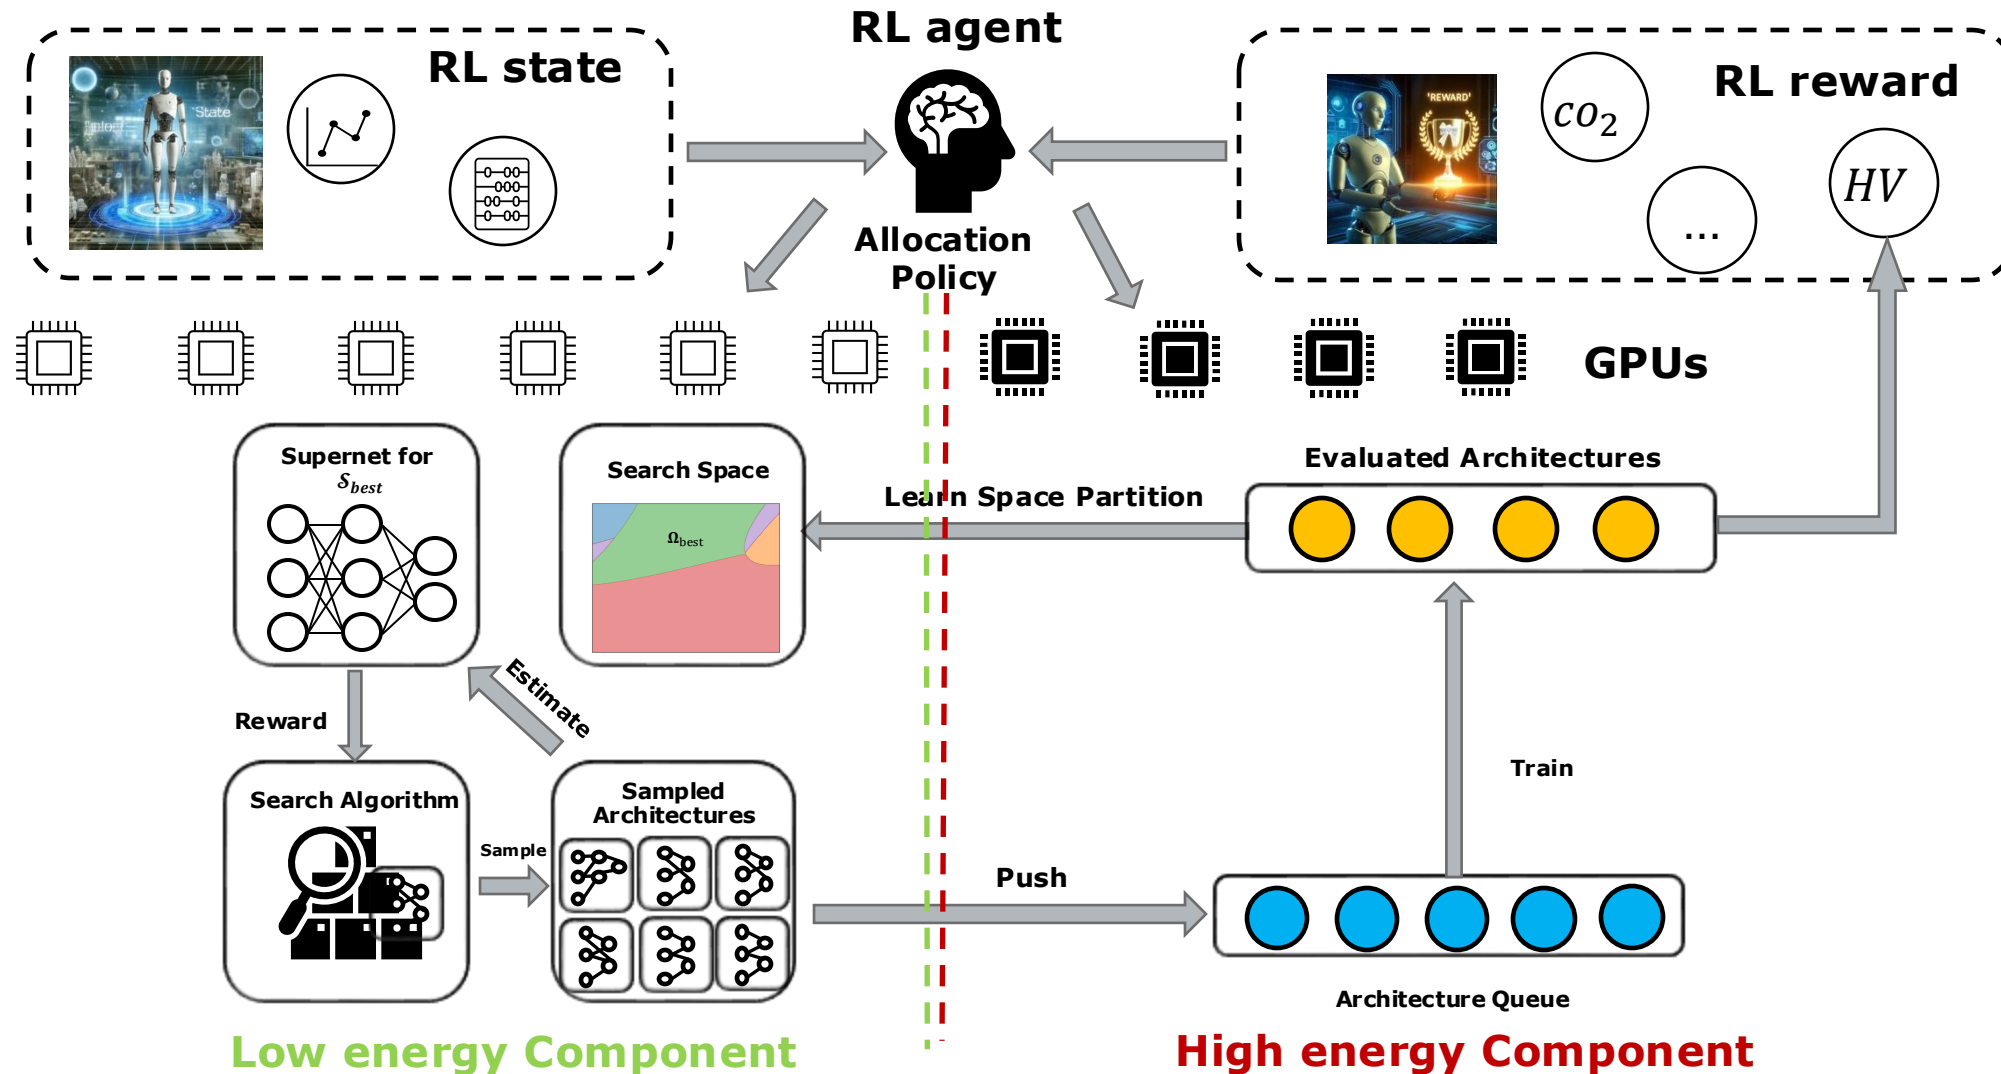 RL agent
RL state
State
RL reward
'REWARD'
co₂
HV
...
Allocation
Policy
GPUs
Supernet for
𝒮best
Search Space
Ωbest
Learn Space Partition
Evaluated Architectures
Estimate
Reward
Train
Search Algorithm
Sample
Sampled
Architectures
Push
Architecture Queue
Low energy Component
High energy Component